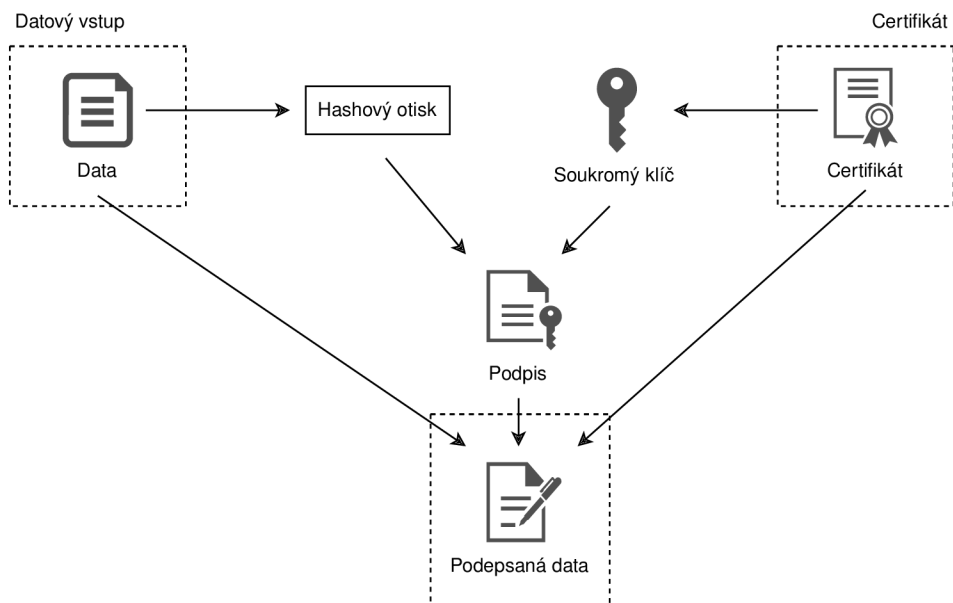 Datový vstup
Certifikát
Hashový otisk
Data
Soukromý klíč
Certifikát
Podpis
Podepsaná data